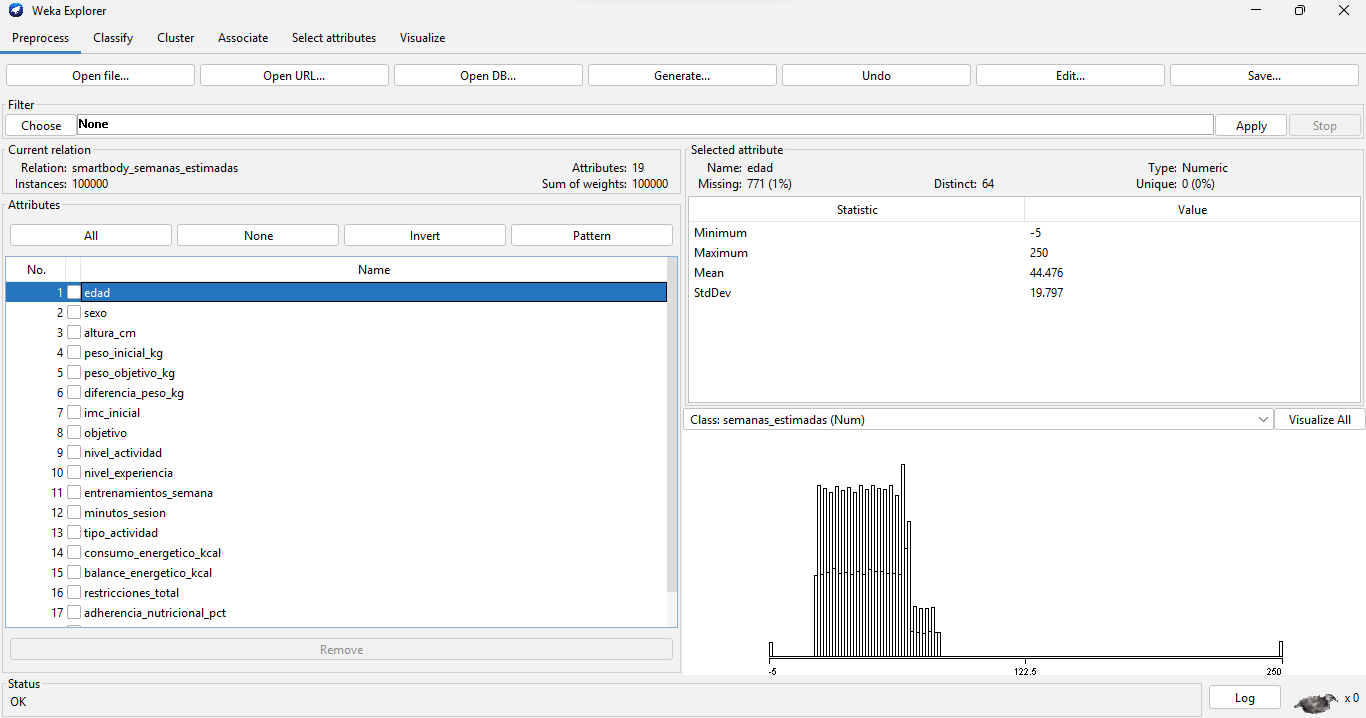 Weka Explorer
Preprocess Classify Cluster Associate Select attributes Visualize
Open file... Open URL... Open DB... Generate... Undo Edit... Save...
Filter
Choose None Apply Stop
Current relation
Relation: smartbody_semanas_estimadas Attributes: 19
Instances: 100000 Sum of weights: 100000
Attributes
All None Invert Pattern
No. Name
1 edad
2 sexo
3 altura_cm
4 peso_inicial_kg
5 peso_objetivo_kg
6 diferencia_peso_kg
7 imc_inicial
8 objetivo
9 nivel_actividad
10 nivel_experiencia
11 entrenamientos_semana
12 minutos_sesion
13 tipo_actividad
14 consumo_energetico_kcal
15 balance_energetico_kcal
16 restricciones_total
17 adherencia_nutricional_pct
Remove
Selected attribute
Name: edad Type: Numeric
Missing: 771 (1%) Distinct: 64 Unique: 0 (0%)
Statistic Value
Minimum -5
Maximum 250
Mean 44.476
StdDev 19.797
Class: semanas_estimadas (Num) Visualize All
-5 122.5 250
Status
OK
Log x 0